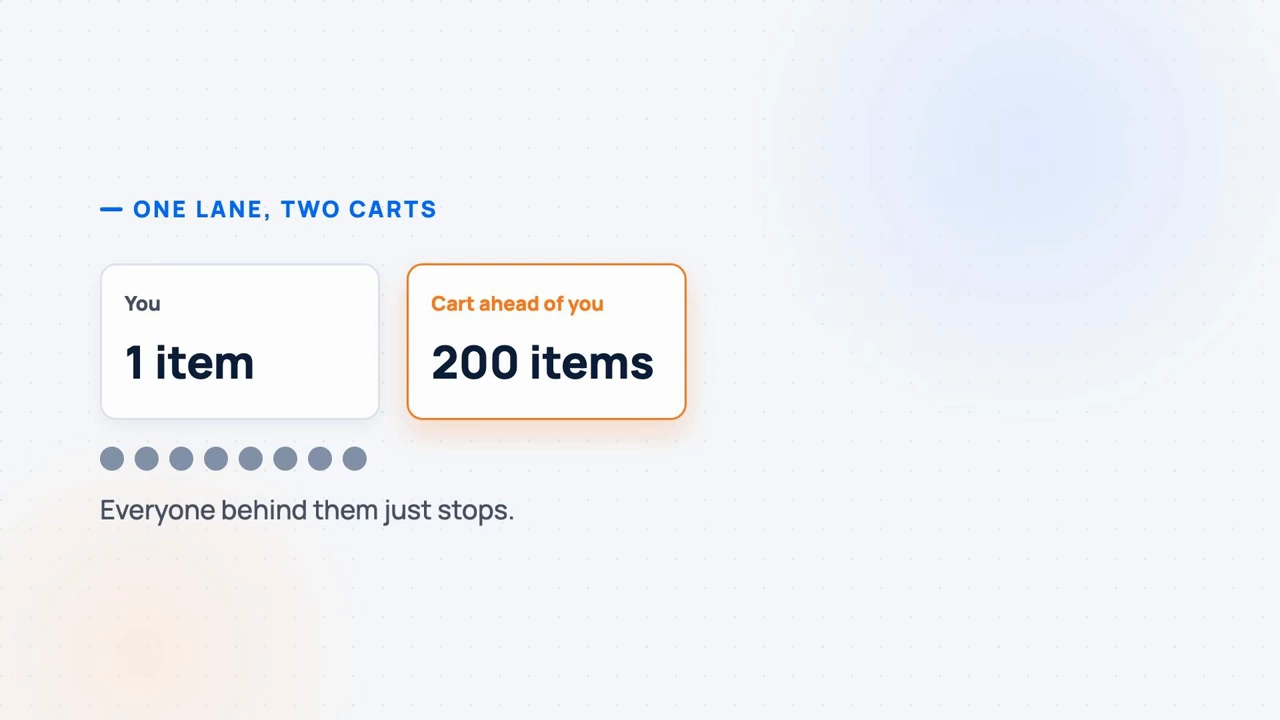 — ONE LANE, TWO CARTS
You
1 item
Cart ahead of you
200 items
Everyone behind them just stops.